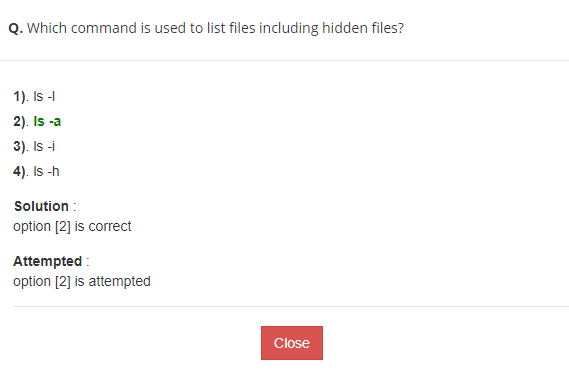 Q. Which command is used to list files including hidden files?
1). ls -l
2). ls -a
3). ls -i
4). ls -h
Solution :
option [2] is correct
Attempted :
option [2] is attempted
Close